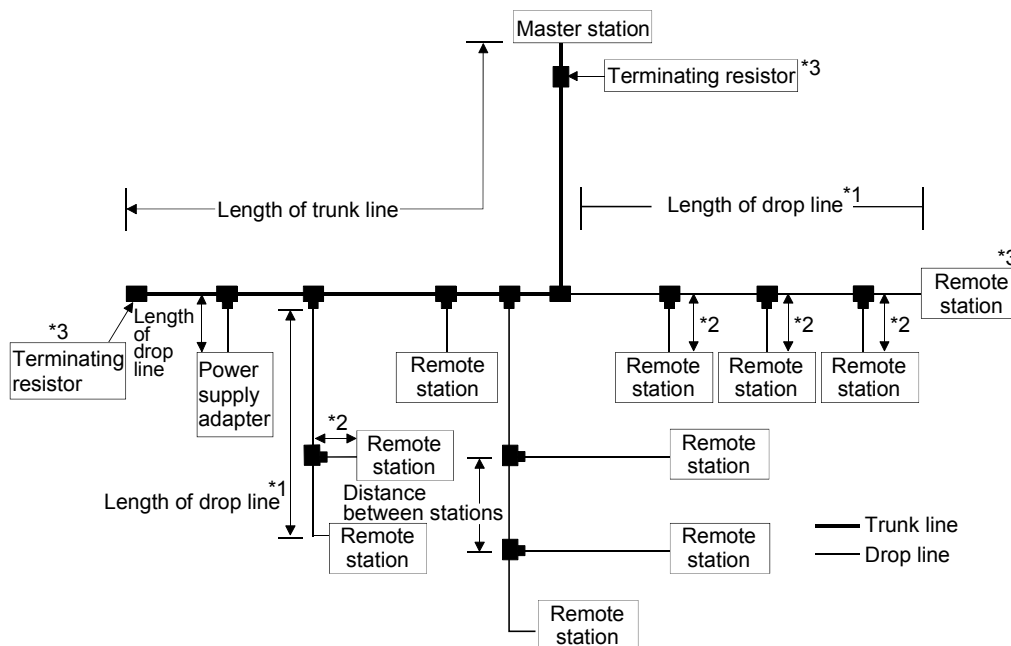 Master station
Terminating resistor *3
Length of trunk line
Length of drop line *1
*3
Remote
station
*3
Terminating
resistor
Length
of
drop line
Power
supply
adapter
Remote
station
*2
*2
*2
Remote
station
Remote
station
Remote
station
*2
Remote
station
Length of drop line *1
Distance
between stations
Remote
station
Remote
station
Remote
station
Remote
station
Trunk line
Drop line